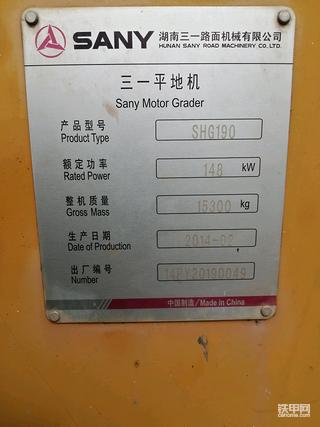 SANY 湖南三一路面机械有限公司
HUNAN SANY ROAD MACHINERY CO.,LTD.
三一平地机
Sany Motor Grader
产品型号
Product Type SHG190
额定功率
Rated Power 148 kW
整机质量
Gross Mass 15300 kg
生产日期
Date of Production 2014-02
出厂编号
Number 14PY20190049
中国制造/Made in China
铁甲网